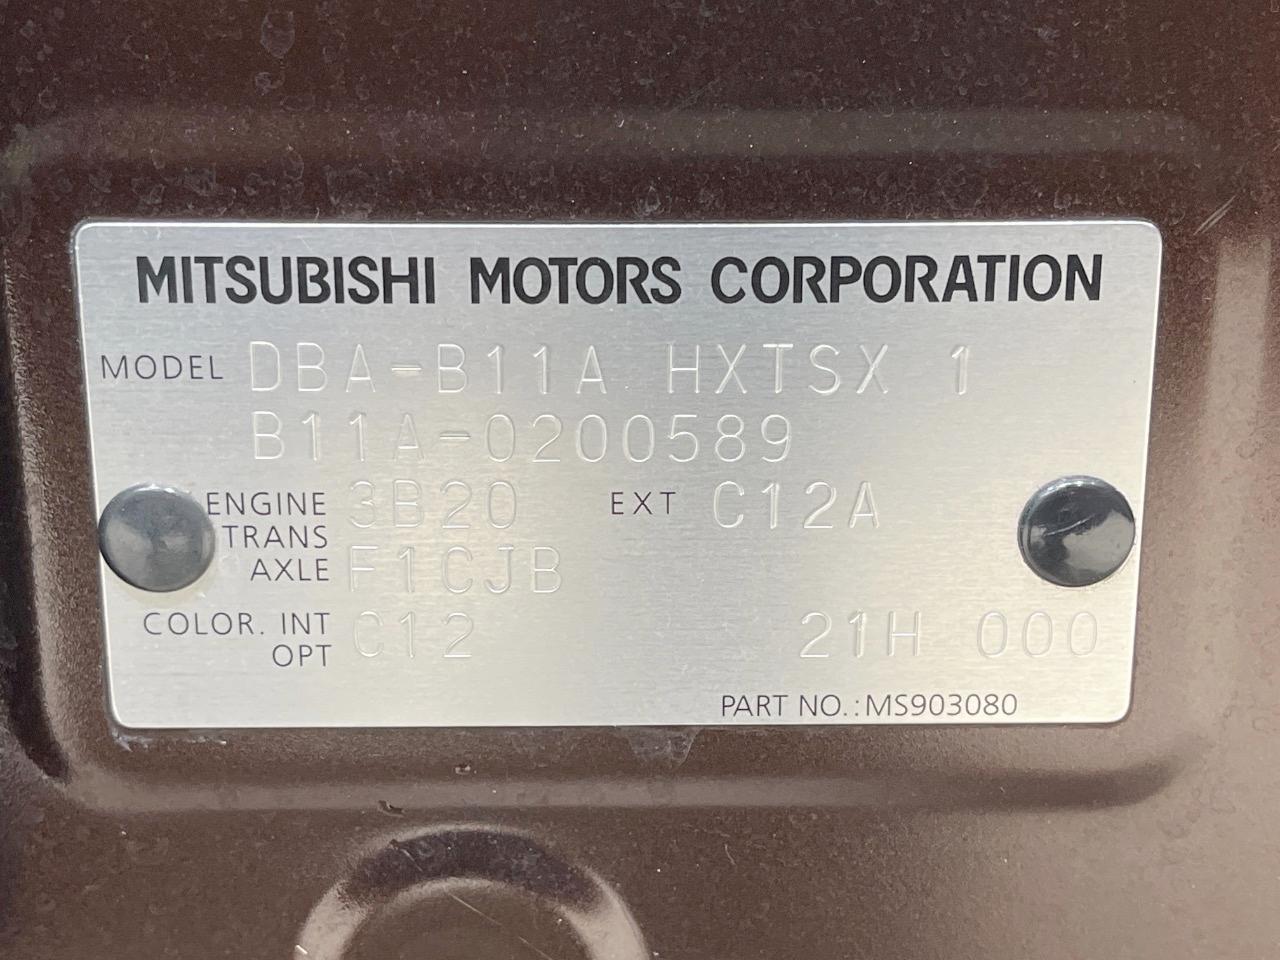 MITSUBISHI MOTORS CORPORATION
MODEL DBA-B11A HXTSX 1
B11A-0200589
ENGINE 3B20 EXT C12A
TRANS
AXLE F1CJB
COLOR. INT C12 21H 000
OPT
PART NO.:MS903080